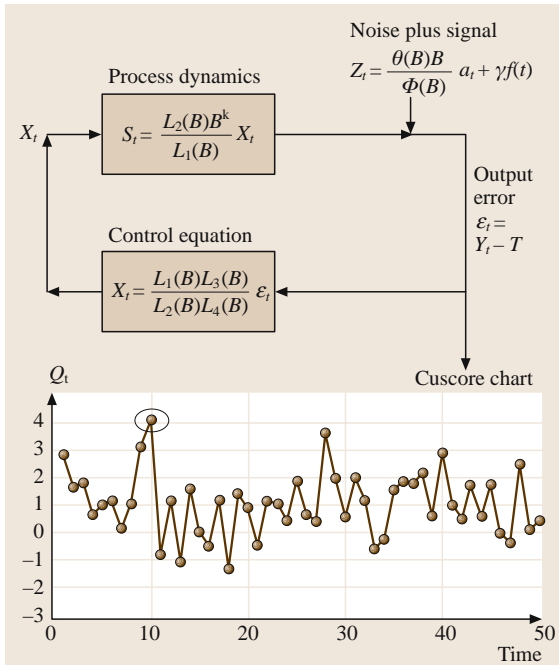 Noise plus signal
Z_t = θ(B)B / Φ(B) a_t + γf(t)
Process dynamics
X_t
S_t = L_2(B)B^k / L_1(B) X_t
Output
error
ε_t =
Y_t – T
Control equation
X_t = L_1(B)L_3(B) / L_2(B)L_4(B) ε_t
Cuscore chart
Q_t
4
3
2
1
0
–1
–2
–3
0 10 20 30 40 50
Time